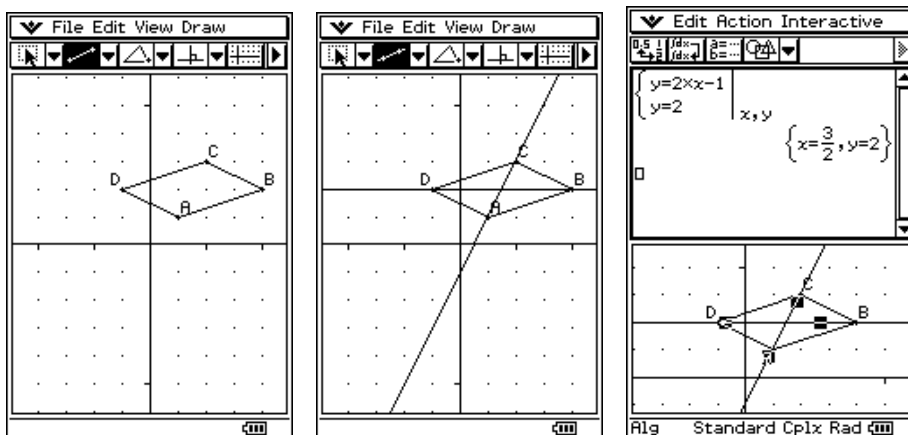 File Edit View Draw
C
D
B
A
File Edit View Draw
C
D
B
A
Edit Action Interactive
{y=2×x-1
y=2 |x,y
{x=3/2, y=2}
C
D
B
Alg Standard Cplx Rad